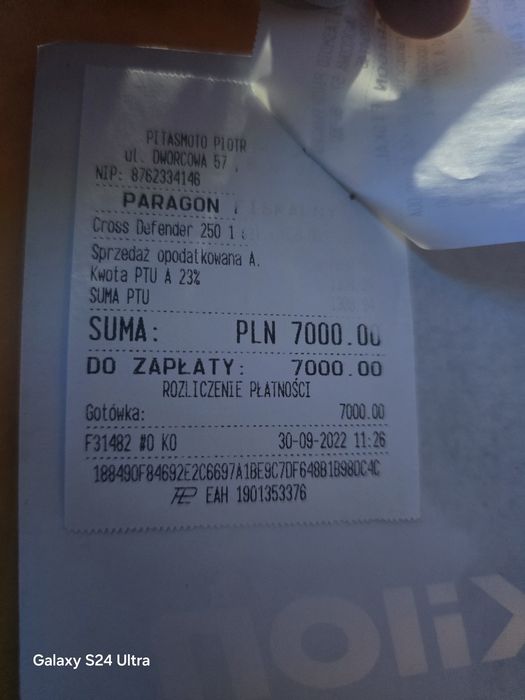 PITASMOTO PIOTR
ul. DWORCOWA 57
NIP: 8762334146
PARAGON
Cross Defender 250 1
Sprzedaż opodatkowana A.
Kwota PTU A 23%
SUMA PTU
SUMA: PLN 7000.00
DO ZAPŁATY: 7000.00
ROZLICZENIE PŁATNOŚCI
Gotówka: 7000.00
F31482 #0 KO 30-09-2022 11:26
188490F84692E2C6697A1BE9C7DF648B1B980C4C
EAH 1901353376
Galaxy S24 Ultra